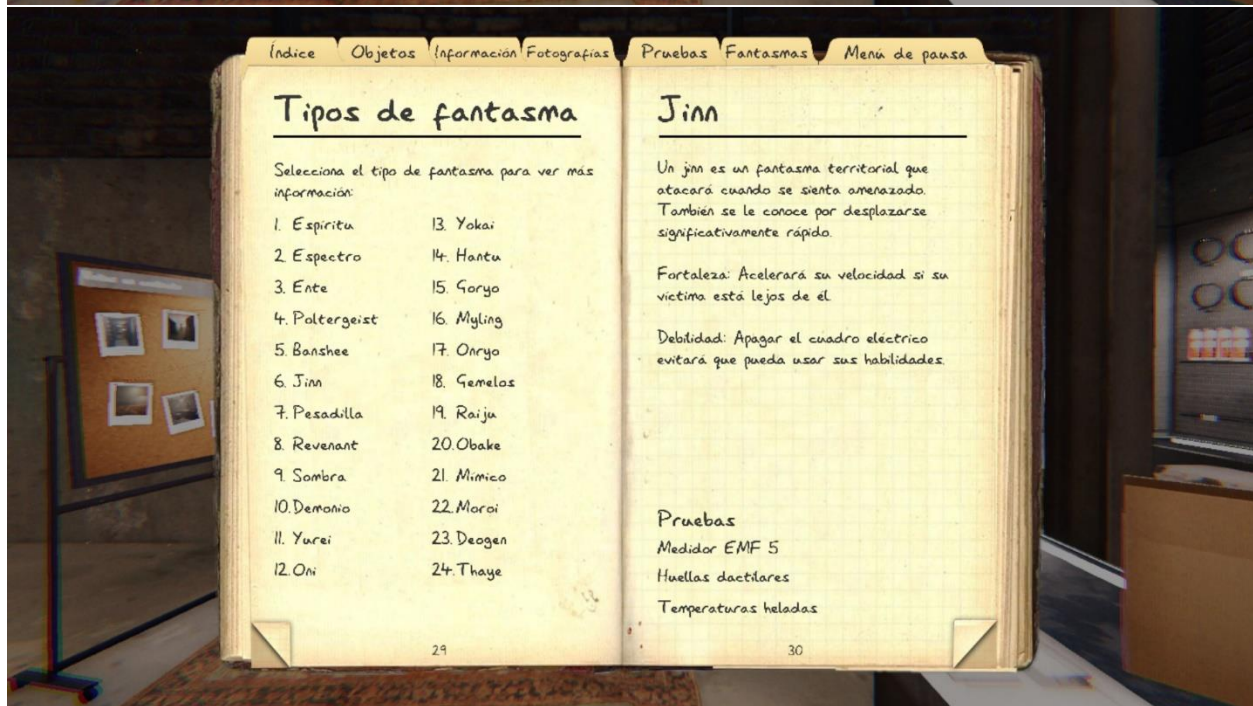 Índice
Objetos
Información
Fotografías
Pruebas
Fantasmas
Menú de pausa
Tipos de fantasma
Selecciona el tipo de fantasma para ver más
información:
1. Espíritu
2. Espectro
3. Ente
4. Poltergeist
5. Banshee
6. Jinn
7. Pesadilla
8. Revenant
9. Sombra
10. Demonio
11. Yurei
12. Oni
13. Yokai
14. Hantu
15. Goryo
16. Myling
17. Onryo
18. Gemelos
19. Raiju
20. Obake
21. Mímico
22. Moroi
23. Deogen
24. Thaye
29
Jinn
Un jinn es un fantasma territorial que
atacará cuando se sienta amenazado.
También se le conoce por desplazarse
significativamente rápido.
Fortaleza: Acelerará su velocidad si su
víctima está lejos de él.
Debilidad: Apagar el cuadro eléctrico
evitará que pueda usar sus habilidades.
Pruebas
Medidor EMF 5
Huellas dactilares
Temperaturas heladas
30